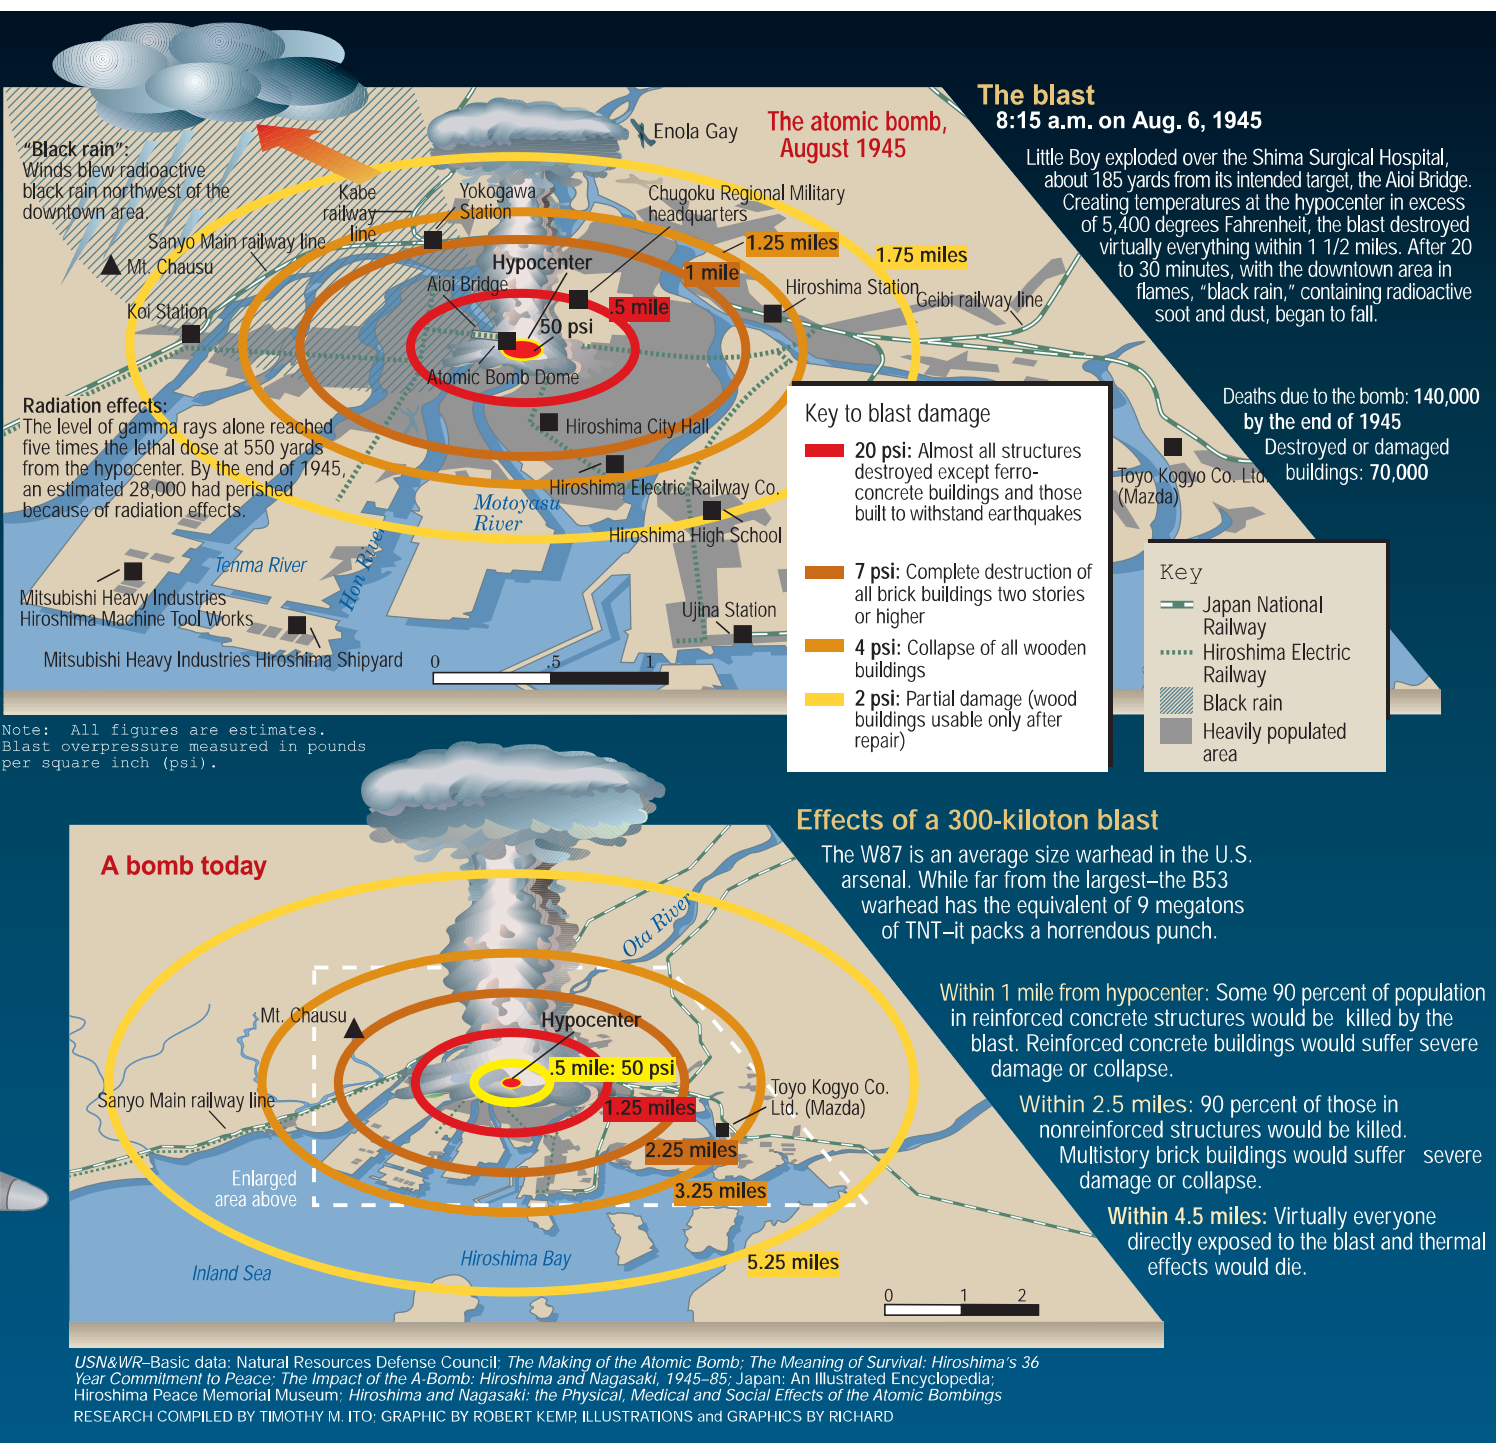 The blast
8:15 a.m. on Aug. 6, 1945
Little Boy exploded over the Shima Surgical Hospital,
about 185 yards from its intended target, the Aioi Bridge.
Creating temperatures at the hypocenter in excess
of 5,400 degrees Fahrenheit, the blast destroyed
virtually everything within 1 1/2 miles. After 20
to 30 minutes, with the downtown area in
flames, “black rain,” containing radioactive
soot and dust, began to fall.
Deaths due to the bomb: 140,000
by the end of 1945
Destroyed or damaged
buildings: 70,000
The atomic bomb,
August 1945
Enola Gay
“Black rain”:
Winds blew radioactive
black rain northwest of the
downtown area.
Kabe
railway
line
Yokogawa
Station
Chugoku Regional Military
headquarters
Sanyo Main railway line
Mt. Chausu
Koi Station
Hypocenter
Aioi Bridge
50 psi
.5 mile
1 mile
1.25 miles
1.75 miles
Hiroshima Station
Geibi railway line
Atomic Bomb Dome
Radiation effects:
The level of gamma rays alone reached
five times the lethal dose at 550 yards
from the hypocenter. By the end of 1945,
an estimated 28,000 had perished
because of radiation effects.
Hiroshima City Hall
Hiroshima Electric Railway Co.
Motoyasu
River
Hiroshima High School
Toyo Kogyo Co. Ltd.
(Mazda)
Tenma River
Hon River
Mitsubishi Heavy Industries
Hiroshima Machine Tool Works
Mitsubishi Heavy Industries Hiroshima Shipyard
Ujina Station
0 .5 1
Key to blast damage
20 psi: Almost all structures
destroyed except ferro-
concrete buildings and those
built to withstand earthquakes
7 psi: Complete destruction of
all brick buildings two stories
or higher
4 psi: Collapse of all wooden
buildings
2 psi: Partial damage (wood
buildings usable only after
repair)
Key
Japan National
Railway
Hiroshima Electric
Railway
Black rain
Heavily populated
area
Note: All figures are estimates.
Blast overpressure measured in pounds
per square inch (psi).
Effects of a 300-kiloton blast
The W87 is an average size warhead in the U.S.
arsenal. While far from the largest–the B53
warhead has the equivalent of 9 megatons
of TNT–it packs a horrendous punch.
Within 1 mile from hypocenter: Some 90 percent of population
in reinforced concrete structures would be killed by the
blast. Reinforced concrete buildings would suffer severe
damage or collapse.
Within 2.5 miles: 90 percent of those in
nonreinforced structures would be killed.
Multistory brick buildings would suffer severe
damage or collapse.
Within 4.5 miles: Virtually everyone
directly exposed to the blast and thermal
effects would die.
A bomb today
Ota River
Mt. Chausu
Hypocenter
.5 mile: 50 psi
1.25 miles
2.25 miles
3.25 miles
5.25 miles
Toyo Kogyo Co.
Ltd. (Mazda)
Sanyo Main railway line
Enlarged
area above
Hiroshima Bay
Inland Sea
0 1 2
USN&WR–Basic data: Natural Resources Defense Council; The Making of the Atomic Bomb; The Meaning of Survival: Hiroshima's 36
Year Commitment to Peace; The Impact of the A-Bomb: Hiroshima and Nagasaki, 1945–85; Japan: An Illustrated Encyclopedia;
Hiroshima Peace Memorial Museum; Hiroshima and Nagasaki: the Physical, Medical and Social Effects of the Atomic Bombings
RESEARCH COMPILED BY TIMOTHY M. ITO; GRAPHIC BY ROBERT KEMP, ILLUSTRATIONS and GRAPHICS BY RICHARD